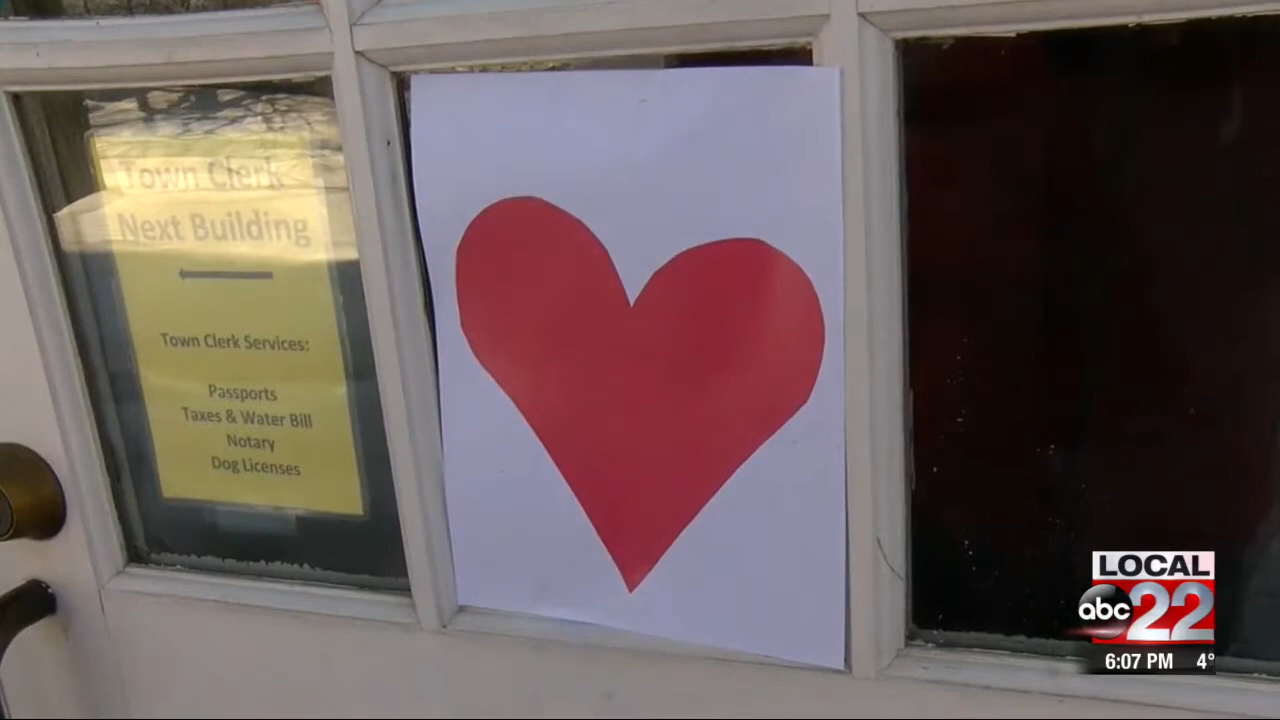 Town Clerk
Next Building
Town Clerk Services:
Passports
Taxes & Water Bill
Notary
Dog Licenses
LOCAL
abc 22
6:07 PM 4°